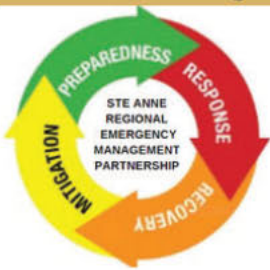 PREPAREDNESS
RESPONSE
STE ANNE
REGIONAL
EMERGENCY
MANAGEMENT
PARTNERSHIP
MITIGATION
RECOVERY